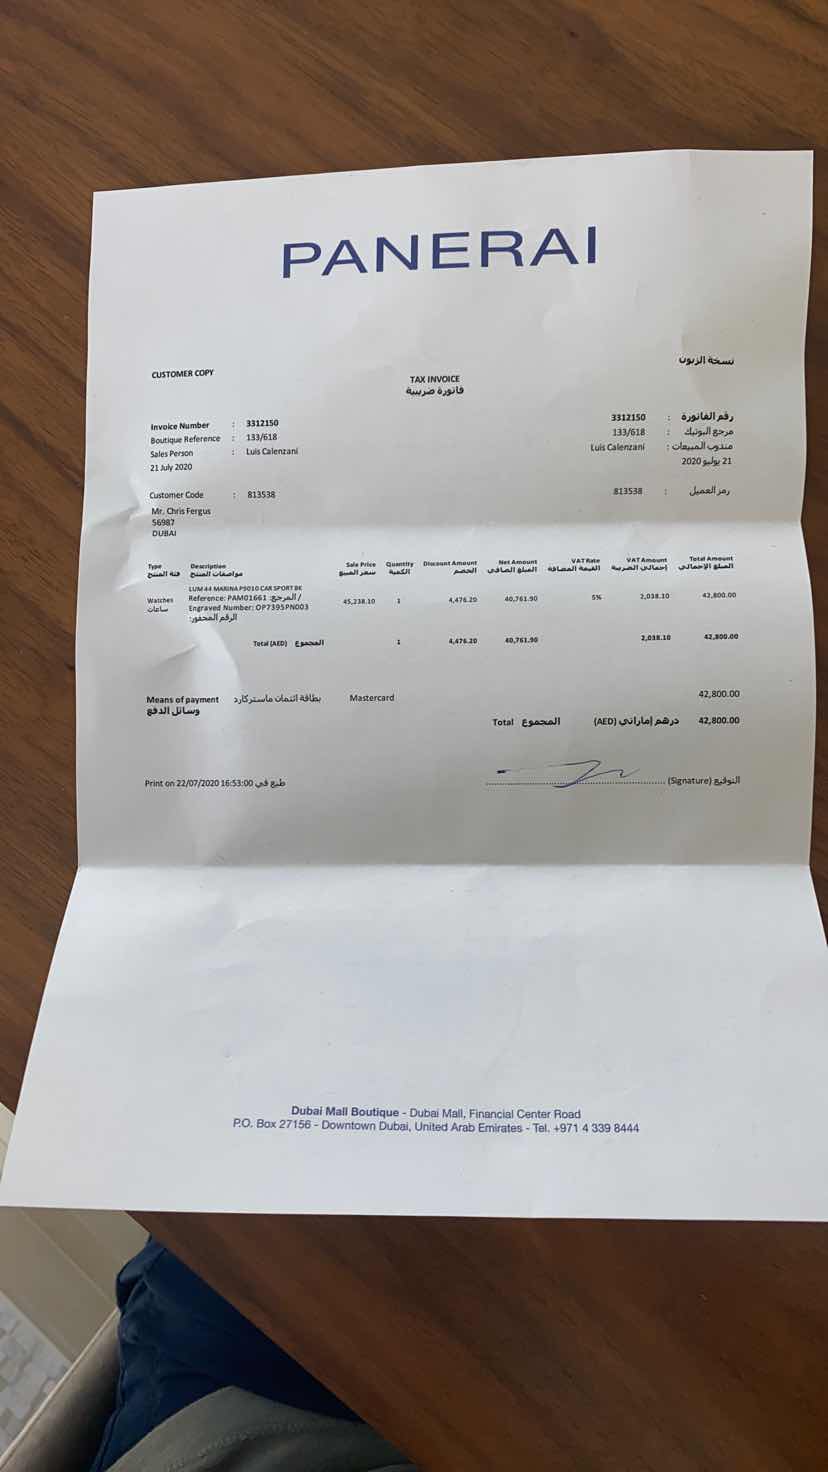 PANERAI
نسخة الزبون
CUSTOMER COPY
TAX INVOICE
فاتورة ضريبية
Invoice Number : 3312150
3312150 : رقم الفاتورة
Boutique Reference : 133/618
133/618 : مرجع البوتيك
Sales Person : Luis Calenzani
Luis Calenzani : مندوب المبيعات
21 July 2020
21 يوليو 2020
Customer Code : 813538
813538 : رمز العميل
Mr. Chris Fergus
56987
DUBAI
Type Description Sale Price Quantity Discount Amount Net Amount VAT Rate VAT Amount Total Amount
فئة المنتج مواصفات المنتج سعر المبيع الكمية الخصم المبلغ الصافي القيمة المضافة إجمالي الضريبة المبلغ الإجمالي
LUM 44 MARINA P9010 CAR SPORT BK
Watches Reference: PAM01661 :المرجع / 45,238.10 1 4,476.20 40,761.90 5% 2,038.10 42,800.00
ساعات Engraved Number: OP7395PN003
الرقم المحفور:
Total (AED) المجموع 1 4,476.20 40,761.90 2,038.10 42,800.00
Means of payment بطاقة ائتمان ماستركارد Mastercard 42,800.00
وسائل الدفع
Total المجموع (AED) درهم إماراتي 42,800.00
Print on 22/07/2020 16:53:00 طبع في
(Signature) التوقيع
Dubai Mall Boutique - Dubai Mall, Financial Center Road
P.O. Box 27156 - Downtown Dubai, United Arab Emirates - Tel. +971 4 339 8444